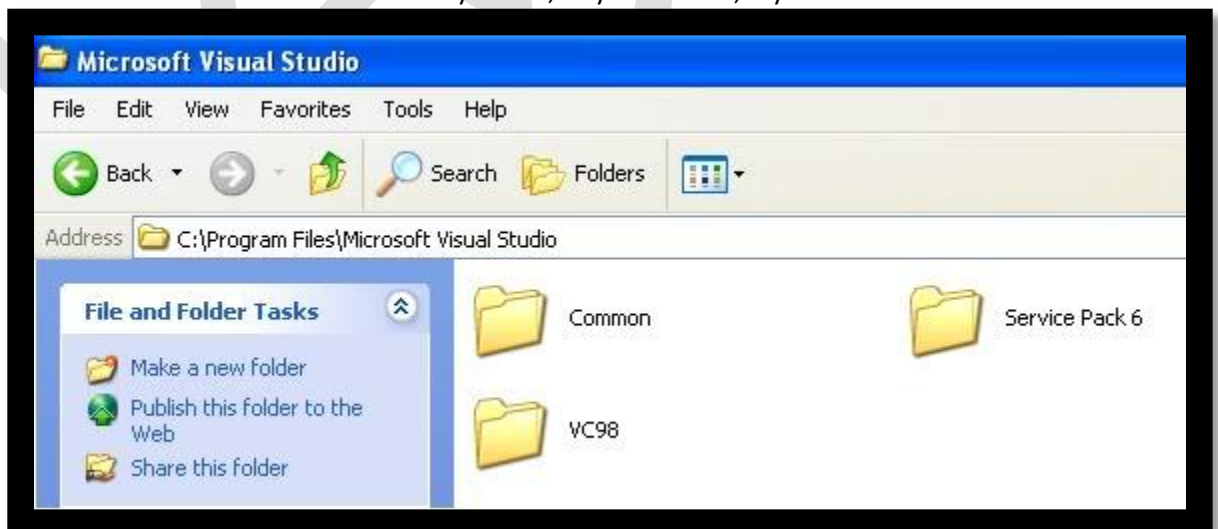 Microsoft Visual Studio
File Edit View Favorites Tools Help
Back Search Folders
Address C:\Program Files\Microsoft Visual Studio
File and Folder Tasks
Make a new folder
Publish this folder to the
Web
Share this folder
Common
Service Pack 6
VC98